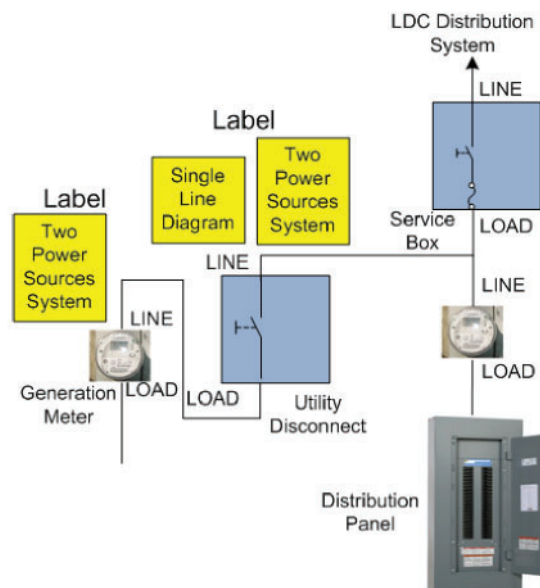 LDC Distribution
System
LINE
Label
Single
Line
Diagram
Two
Power
Sources
System
Label
Two
Power
Sources
System
Service
Box
LOAD
LINE
LINE
LINE
LOAD
Generation
Meter
LOAD
Utility
Disconnect
LOAD
Distribution
Panel